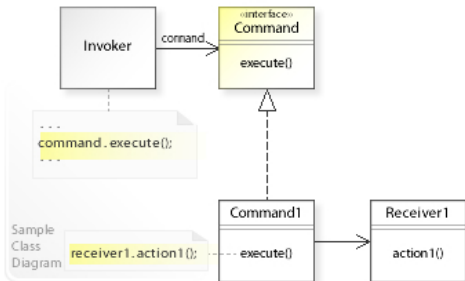 «interface»
Command
Invoker
command
execute()
. . .
command.execute();
. . .
Command1
Receiver1
execute()
action1()
receiver1.action1();
Sample
Class
Diagram